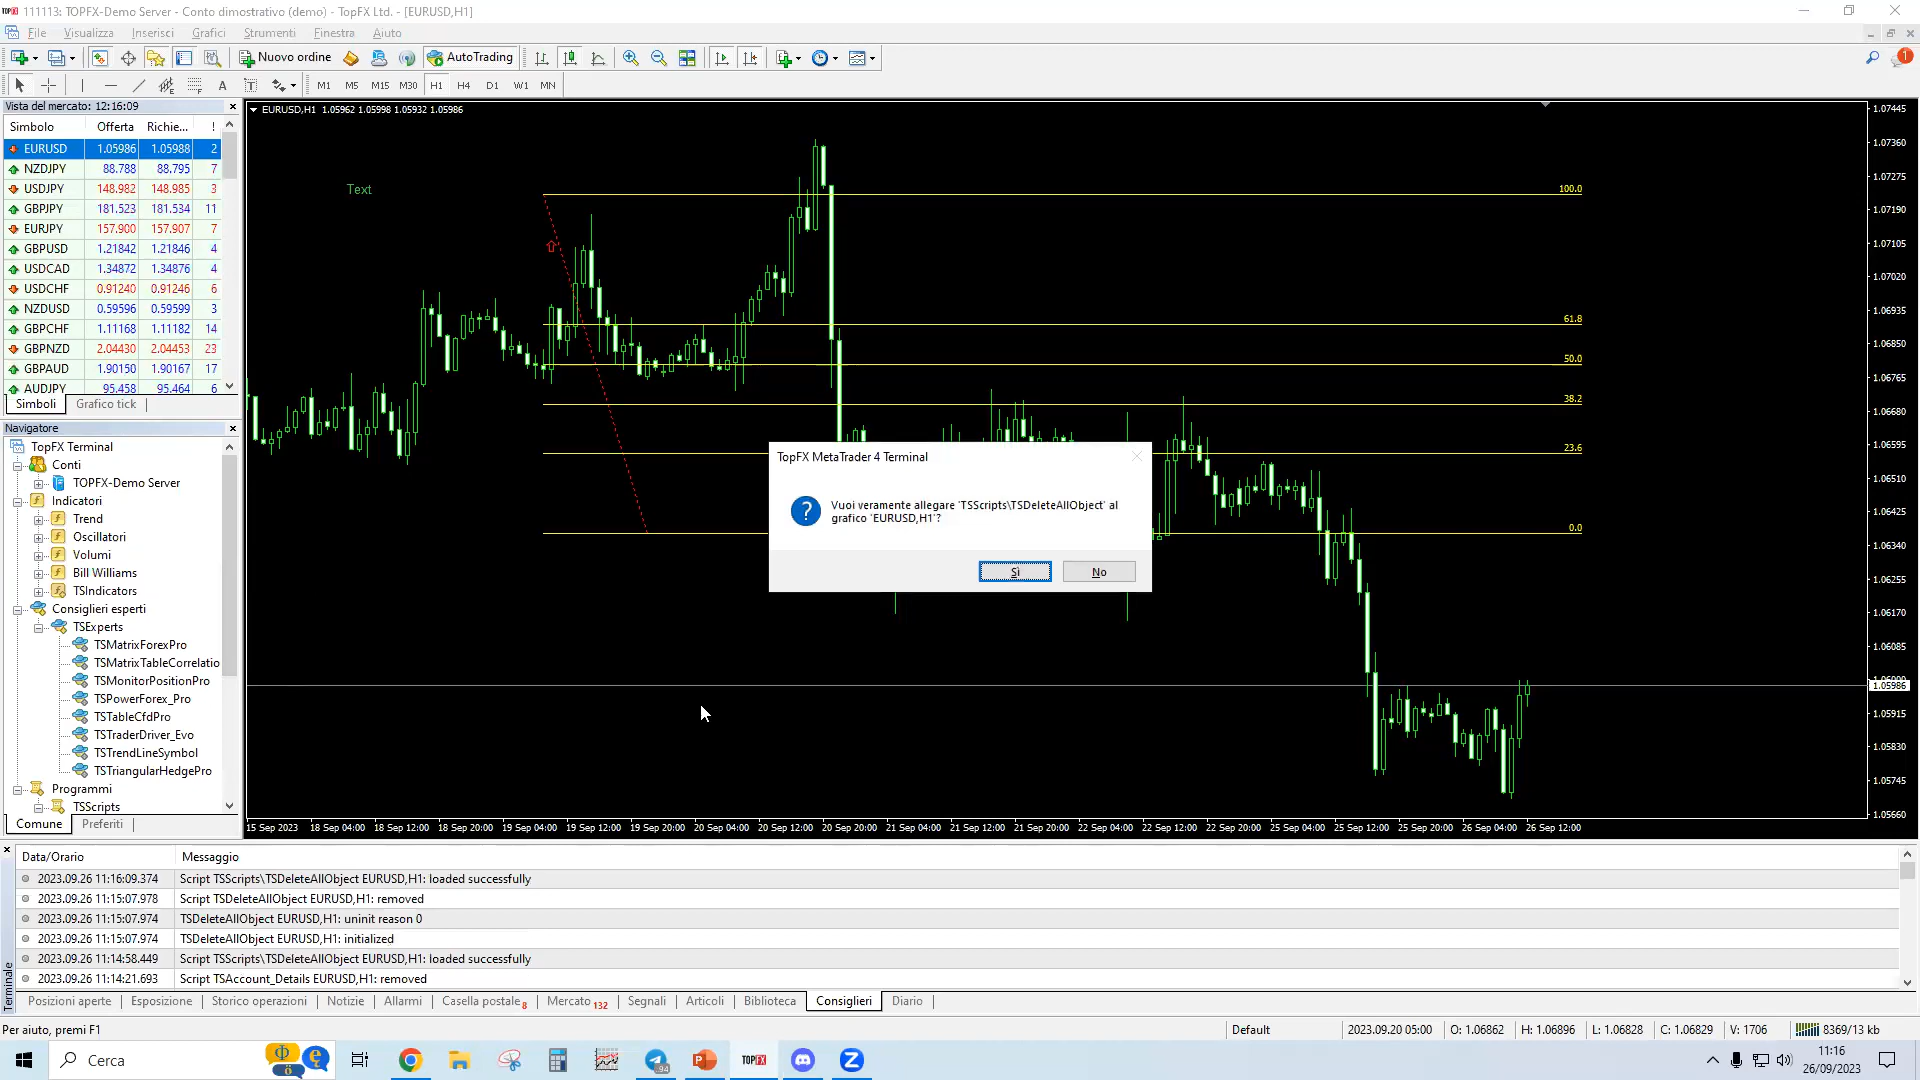 111113: TOPFX-Demo Server - Conto dimostrativo (demo) - TopFX Ltd. - [EURUSD,H1]
File Visualizza Inserisci Grafici Strumenti Finestra Aiuto
Nuovo ordine AutoTrading
M1 M5 M15 M30 H1 H4 D1 W1 MN
Vista del mercato: 12:16:09
Simbolo Offerta Richie... !
EURUSD 1.05986 1.05988 2
NZDJPY 88.788 88.795 7
USDJPY 148.982 148.985 3
GBPJPY 181.523 181.534 11
EURJPY 157.900 157.907 7
GBPUSD 1.21842 1.21846 4
USDCAD 1.34872 1.34876 4
USDCHF 0.91240 0.91246 6
NZDUSD 0.59596 0.59599 3
GBPCHF 1.11168 1.11182 14
GBPNZD 2.04430 2.04453 23
GBPAUD 1.90150 1.90167 17
AUDJPY 95.458 95.464 6
Simboli Grafico tick
Navigatore
TopFX Terminal
Conti
TOPFX-Demo Server
Indicatori
Trend
Oscillatori
Volumi
Bill Williams
TSIndicators
Consiglieri esperti
TSExperts
TSMatrixForexPro
TSMatrixTableCorrelatio
TSMonitorPositionPro
TSPowerForex_Pro
TSTableCfdPro
TSTraderDriver_Evo
TSTrendLineSymbol
TSTriangularHedgePro
Programmi
TSScripts
Comune Preferiti
EURUSD,H1 1.05962 1.05998 1.05932 1.05986
Text
100.0
61.8
50.0
38.2
23.6
0.0
1.07445
1.07360
1.07275
1.07190
1.07105
1.07020
1.06935
1.06850
1.06765
1.06680
1.06595
1.06510
1.06425
1.06340
1.06255
1.06170
1.06085
1.05986
1.05915
1.05830
1.05745
1.05660
TopFX MetaTrader 4 Terminal
Vuoi veramente allegare 'TSScripts\TSDeleteAllObject' al
grafico 'EURUSD,H1'?
Sì No
15 Sep 2023 18 Sep 04:00 18 Sep 12:00 18 Sep 20:00 19 Sep 04:00 19 Sep 12:00 19 Sep 20:00 20 Sep 04:00 20 Sep 12:00 20 Sep 20:00 21 Sep 04:00 21 Sep 12:00 21 Sep 20:00 22 Sep 04:00 22 Sep 12:00 22 Sep 20:00 25 Sep 04:00 25 Sep 12:00 25 Sep 20:00 26 Sep 04:00 26 Sep 12:00
Data/Orario Messaggio
2023.09.26 11:16:09.374 Script TSScripts\TSDeleteAllObject EURUSD,H1: loaded successfully
2023.09.26 11:15:07.978 Script TSDeleteAllObject EURUSD,H1: removed
2023.09.26 11:15:07.974 TSDeleteAllObject EURUSD,H1: uninit reason 0
2023.09.26 11:15:07.974 TSDeleteAllObject EURUSD,H1: initialized
2023.09.26 11:14:58.449 Script TSScripts\TSDeleteAllObject EURUSD,H1: loaded successfully
2023.09.26 11:14:21.693 Script TSAccount_Details EURUSD,H1: removed
Terminale
Posizioni aperte Esposizione Storico operazioni Notizie Allarmi Casella postale 8 Mercato 132 Segnali Articoli Biblioteca Consiglieri Diario
Per aiuto, premi F1
Default 2023.09.20 05:00 O: 1.06862 H: 1.06896 L: 1.06828 C: 1.06829 V: 1706 8369/13 kb
Cerca
TOPFX
11:16
26/09/2023